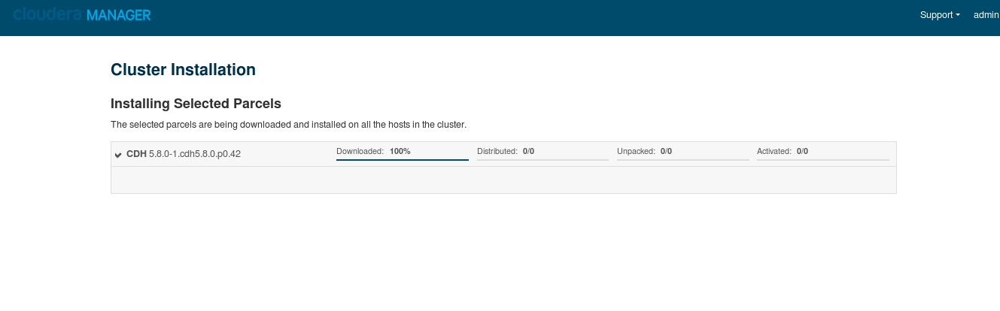 cloudera MANAGER
Support
admin
Cluster Installation
Installing Selected Parcels
The selected parcels are being downloaded and installed on all the hosts in the cluster.
CDH 5.8.0-1.cdh5.8.0.p0.42
Downloaded: 100%
Distributed: 0/0
Unpacked: 0/0
Activated: 0/0